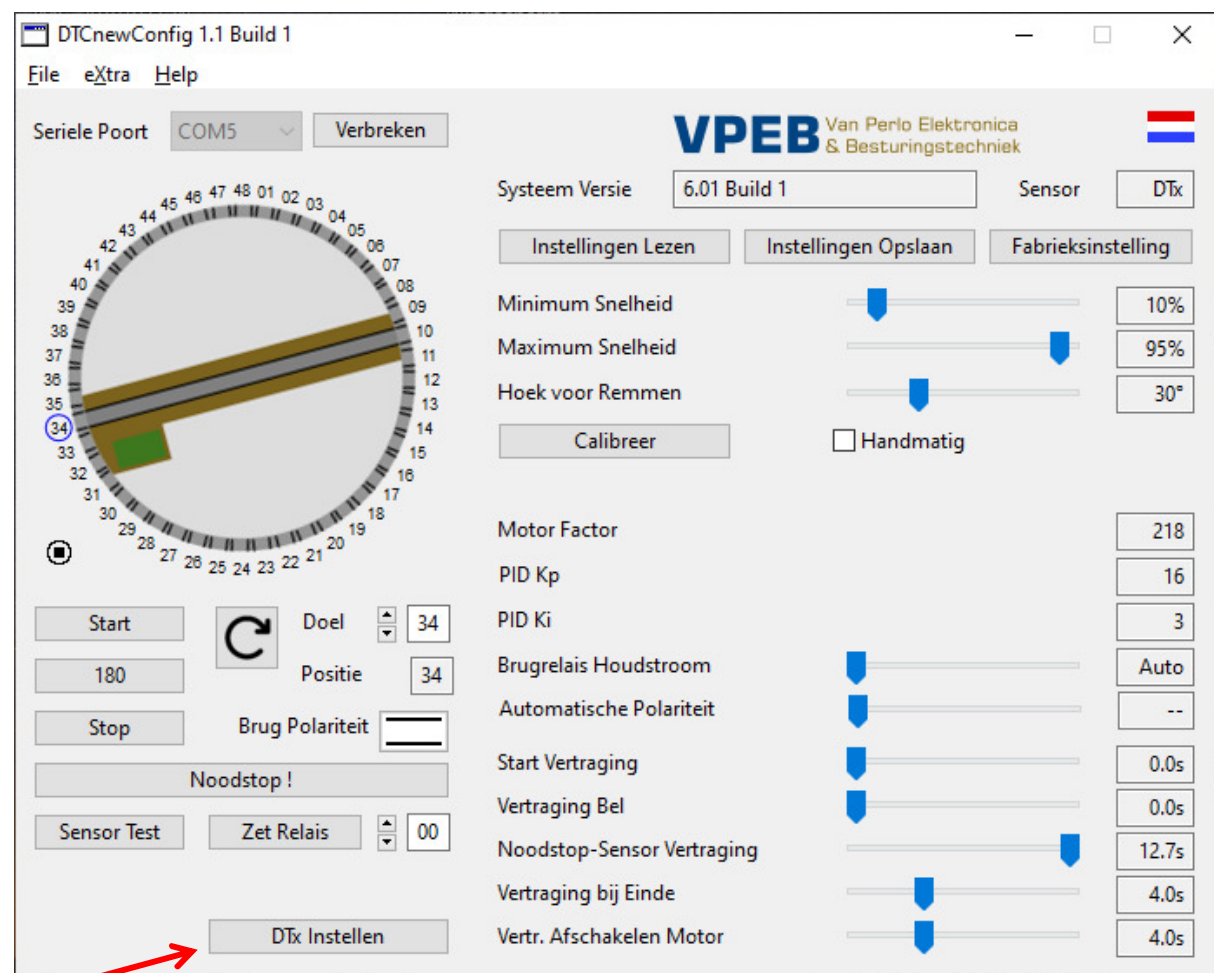 DTCnewConfig 1.1 Build 1
File eXtra Help
Seriele Poort COM5 Verbreken
VPEB Van Perlo Elektronica
& Besturingstechniek
Systeem Versie 6.01 Build 1 Sensor DTx
Instellingen Lezen Instellingen Opslaan Fabrieksinstelling
01
02
03
04
05
06
07
08
09
10
11
12
13
14
15
16
17
18
19
20
21
22
23
24
25
26
27
28
29
30
31
32
33
34
35
36
37
38
39
40
41
42
43
44
45
46
47
48
Minimum Snelheid 10%
Maximum Snelheid 95%
Hoek voor Remmen 30°
Calibreer Handmatig
Motor Factor 218
PID Kp 16
PID Ki 3
Brugrelais Houdstroom Auto
Automatische Polariteit --
Start Vertraging 0.0s
Vertraging Bel 0.0s
Noodstop-Sensor Vertraging 12.7s
Vertraging bij Einde 4.0s
Vertr. Afschakelen Motor 4.0s
Start Doel 34
180 Positie 34
Stop Brug Polariteit
Noodstop !
Sensor Test Zet Relais 00
DTx Instellen